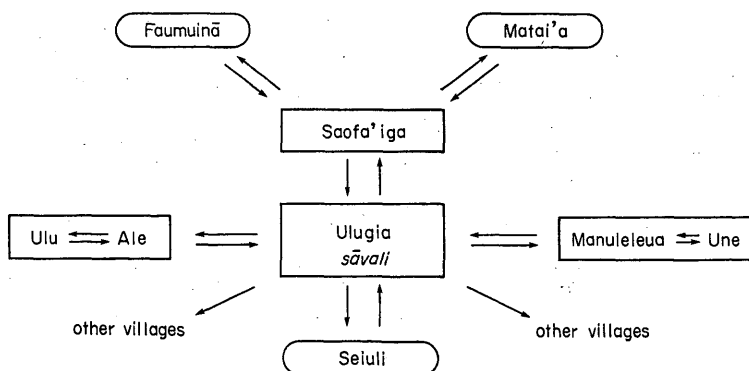 Faumuinā
Matai'a
Saofa'iga
Ulu
Ale
Ulugia
sāvali
Manuleleua
Une
other villages
other villages
Seiuli